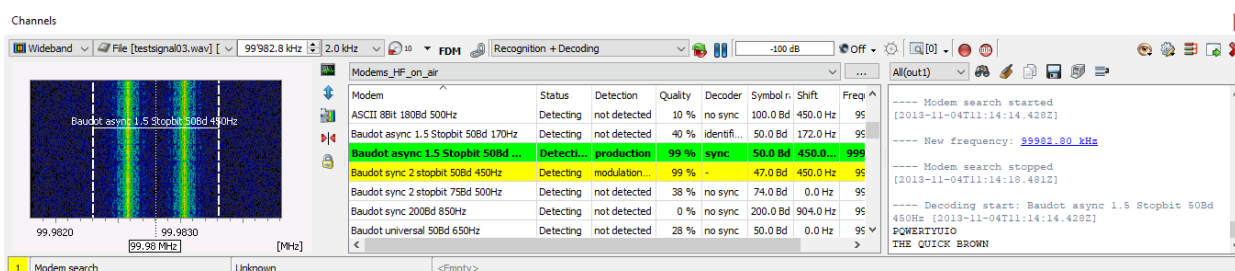 Channels
Wideband File [testsignal03.wav] [ 99'982.8 kHz 2.0 kHz 10 FDM Recognition + Decoding -100 dB Off [0]
Modems_HF_on_air ...
Modem Status Detection Quality Decoder Symbol r. Shift Frequ
ASCII 8Bit 180Bd 500Hz Detecting not detected 10 % no sync 100.0 Bd 450.0 Hz 99
Baudot async 1.5 Stopbit 50Bd 170Hz Detecting not detected 40 % identifi... 50.0 Bd 172.0 Hz 99
Baudot async 1.5 Stopbit 50Bd ... Detecti... production 99 % sync 50.0 Bd 450.0... 999
Baudot sync 2 stopbit 50Bd 450Hz Detecting modulation... 99 % - 47.0 Bd 450.0 Hz 99
Baudot sync 2 stopbit 75Bd 500Hz Detecting not detected 38 % no sync 74.0 Bd 0.0 Hz 99
Baudot sync 200Bd 850Hz Detecting not detected 0 % no sync 200.0 Bd 904.0 Hz 99
Baudot universal 50Bd 650Hz Detecting not detected 28 % no sync 50.0 Bd 0.0 Hz 99
Baudot async 1.5 Stopbit 50Bd 450Hz
99.9820 99.9830
99.98 MHz [MHz]
All(out1)
---- Modem search started
[2013-11-04T11:14:14.428Z]
---- New frequency: 99982.80 kHz
---- Modem search stopped
[2013-11-04T11:14:18.481Z]
---- Decoding start: Baudot async 1.5 Stopbit 50Bd
450Hz [2013-11-04T11:14:14.428Z]
PQWERTYUIO
THE QUICK BROWN
1 Modem search Unknown <Empty>